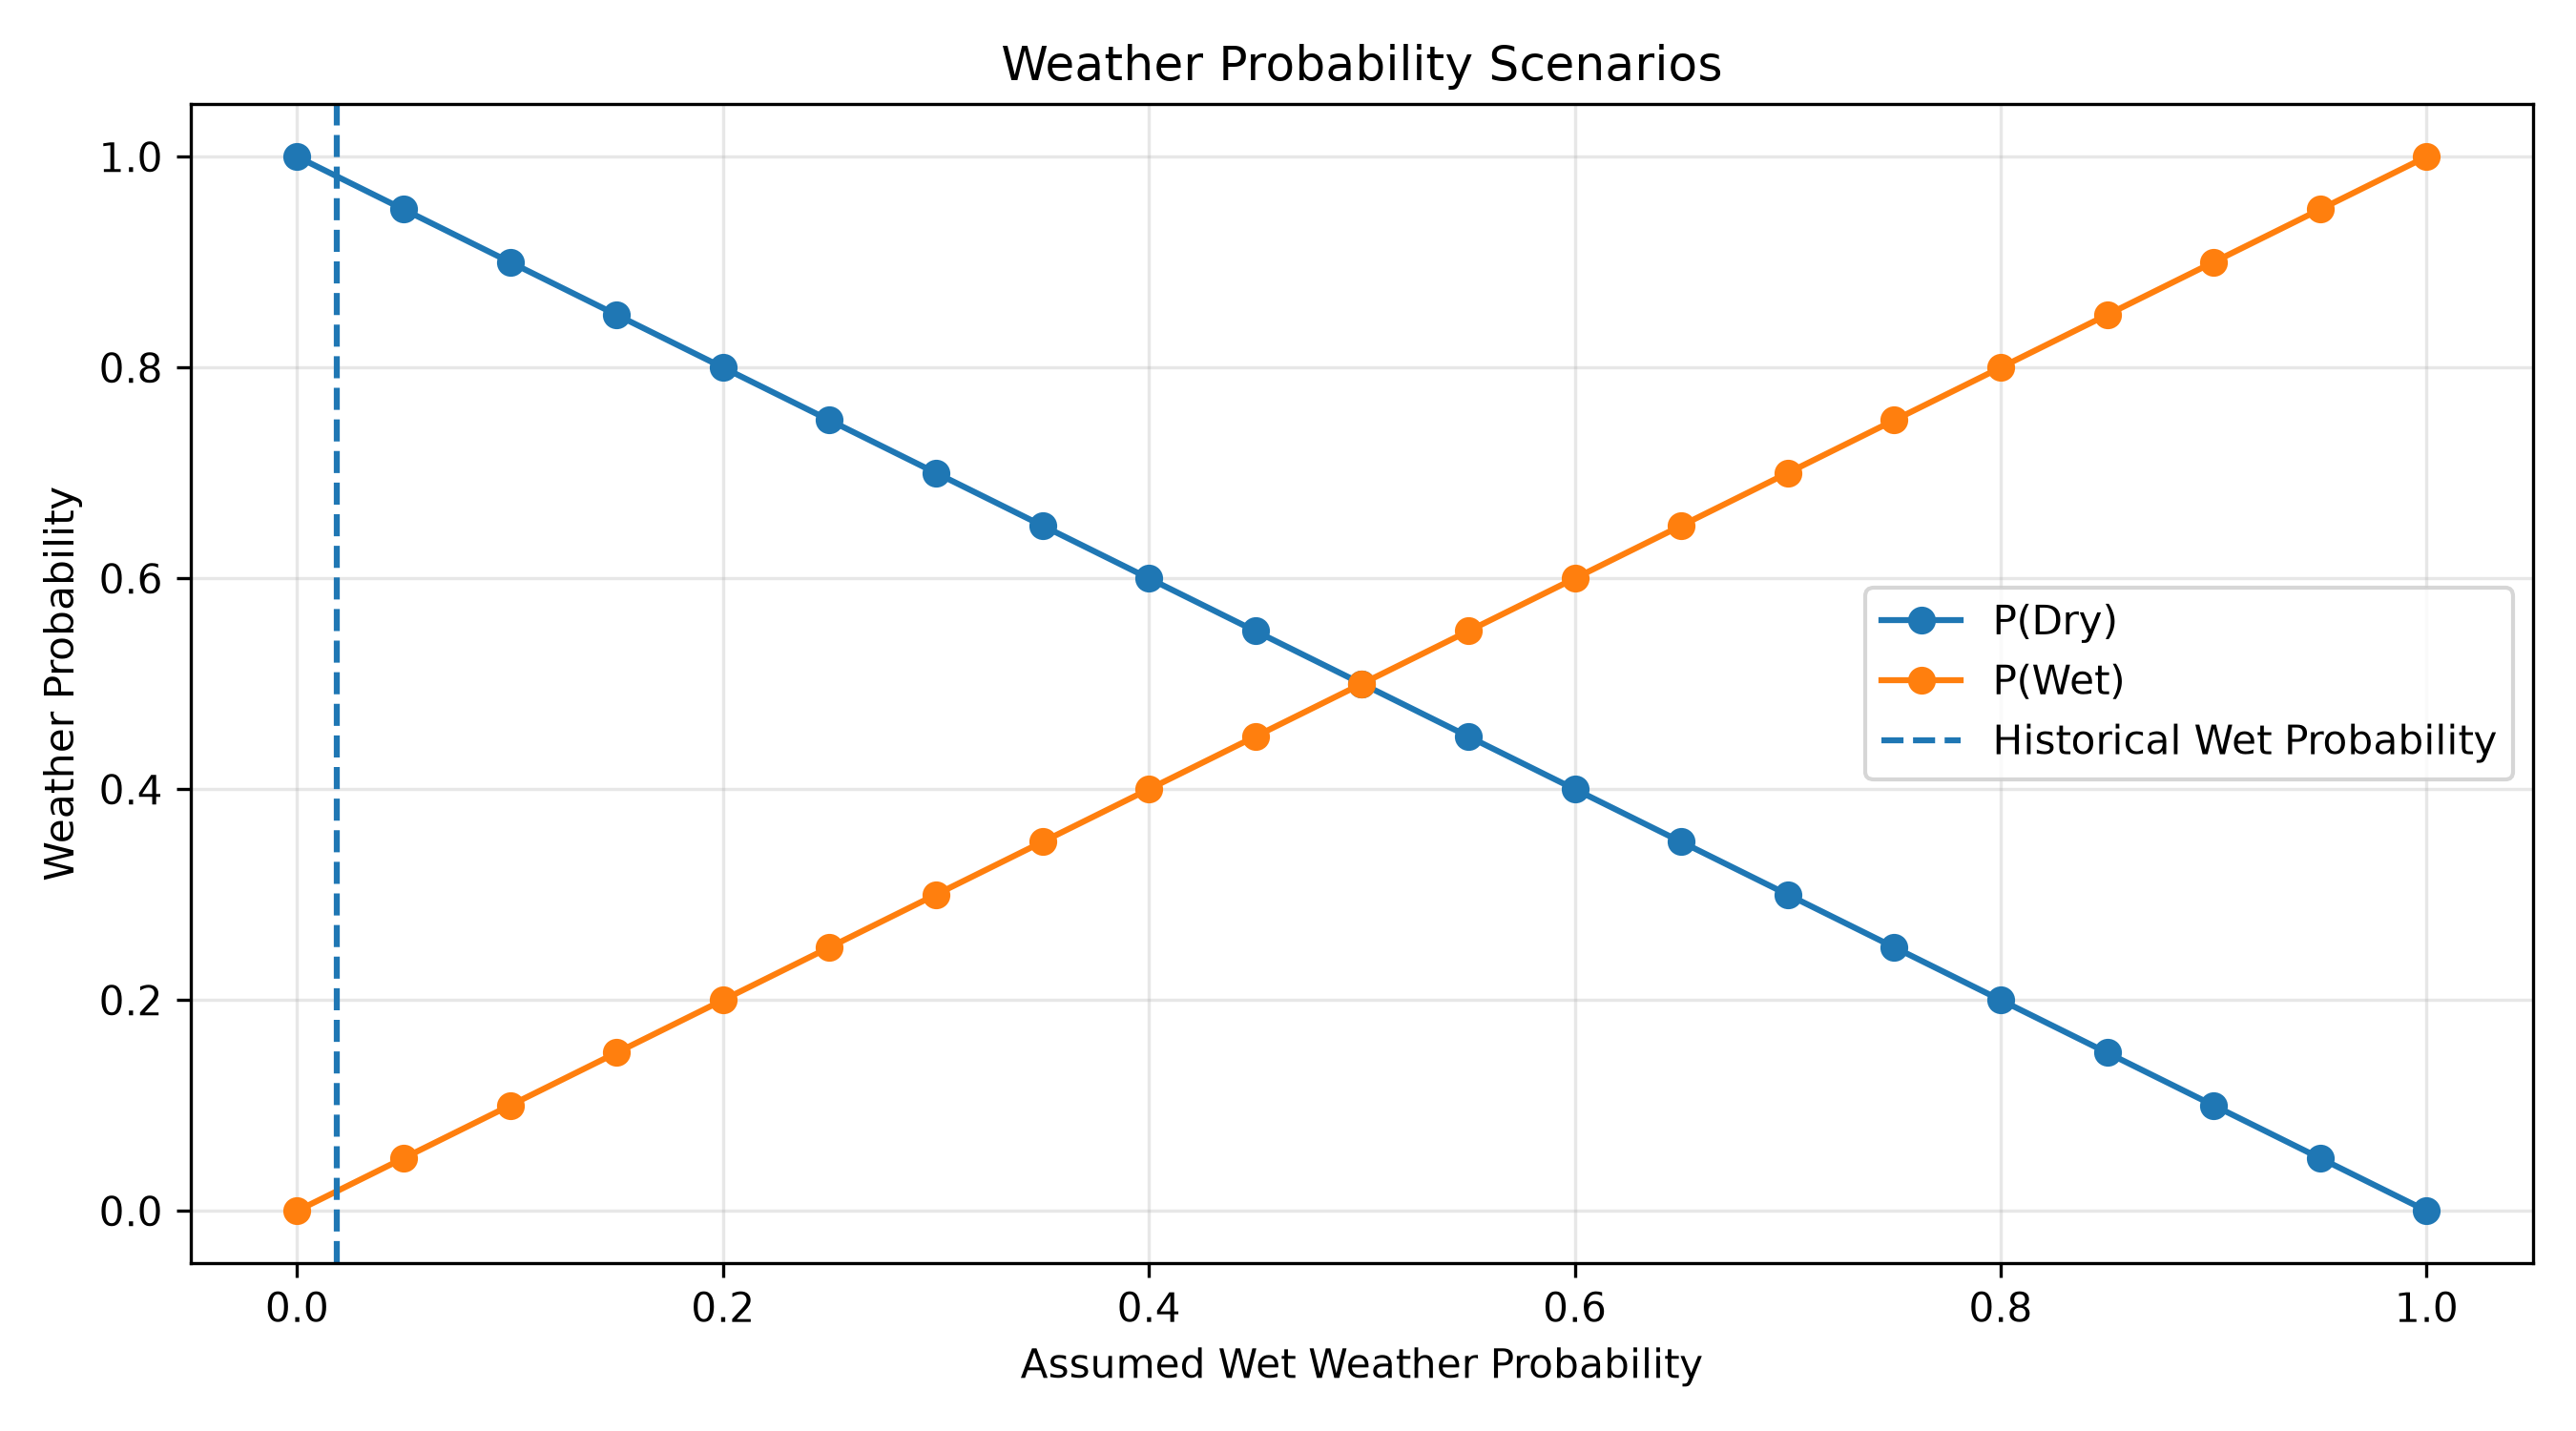 Weather Probability Scenarios
Weather Probability
1.0
0.8
0.6
0.4
0.2
0.0
P(Dry)
P(Wet)
Historical Wet Probability
0.0 0.2 0.4 0.6 0.8 1.0
Assumed Wet Weather Probability